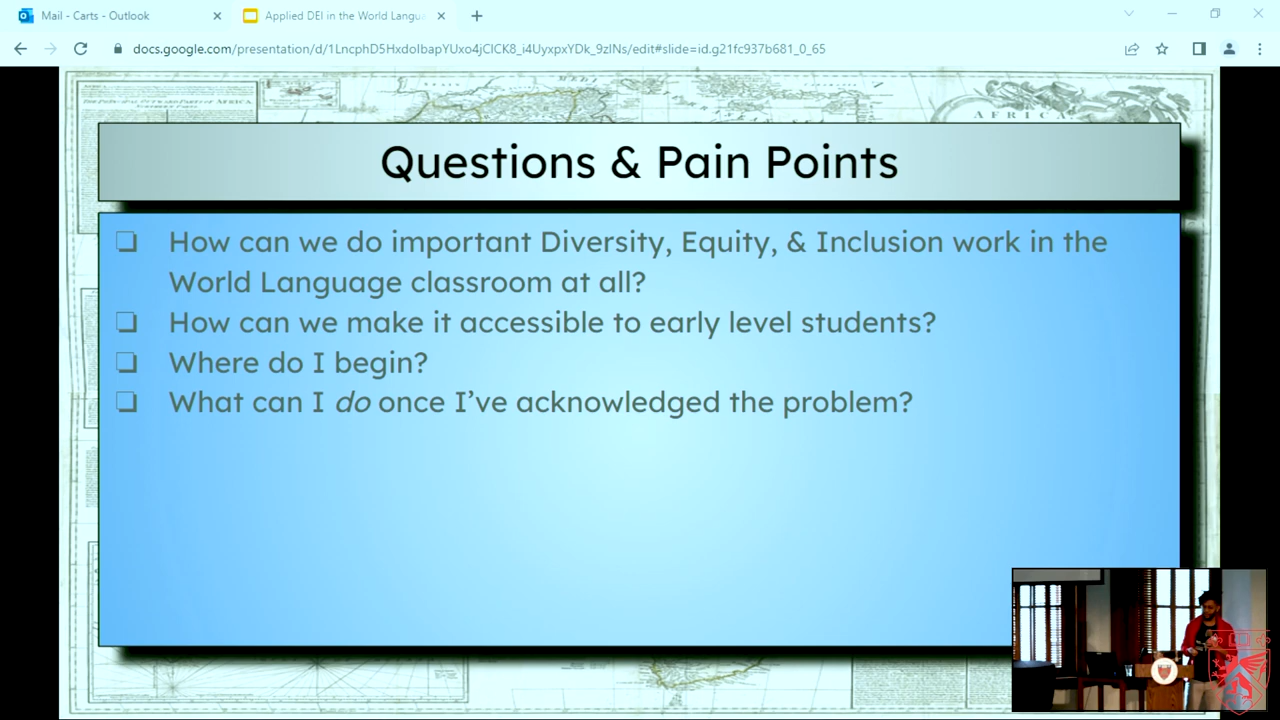 Mail - Carts - Outlook
Applied DEI in the World Langu
docs.google.com/presentation/d/1LncphD5HxdoIbapYUxo4jClCK8_i4UyxpxYDk_9zINs/edit#slide=id.g21fc937b681_0_65
AFRICA
Questions & Pain Points
❏ How can we do important Diversity, Equity, & Inclusion work in the
World Language classroom at all?
❏ How can we make it accessible to early level students?
❏ Where do I begin?
❏ What can I do once I've acknowledged the problem?